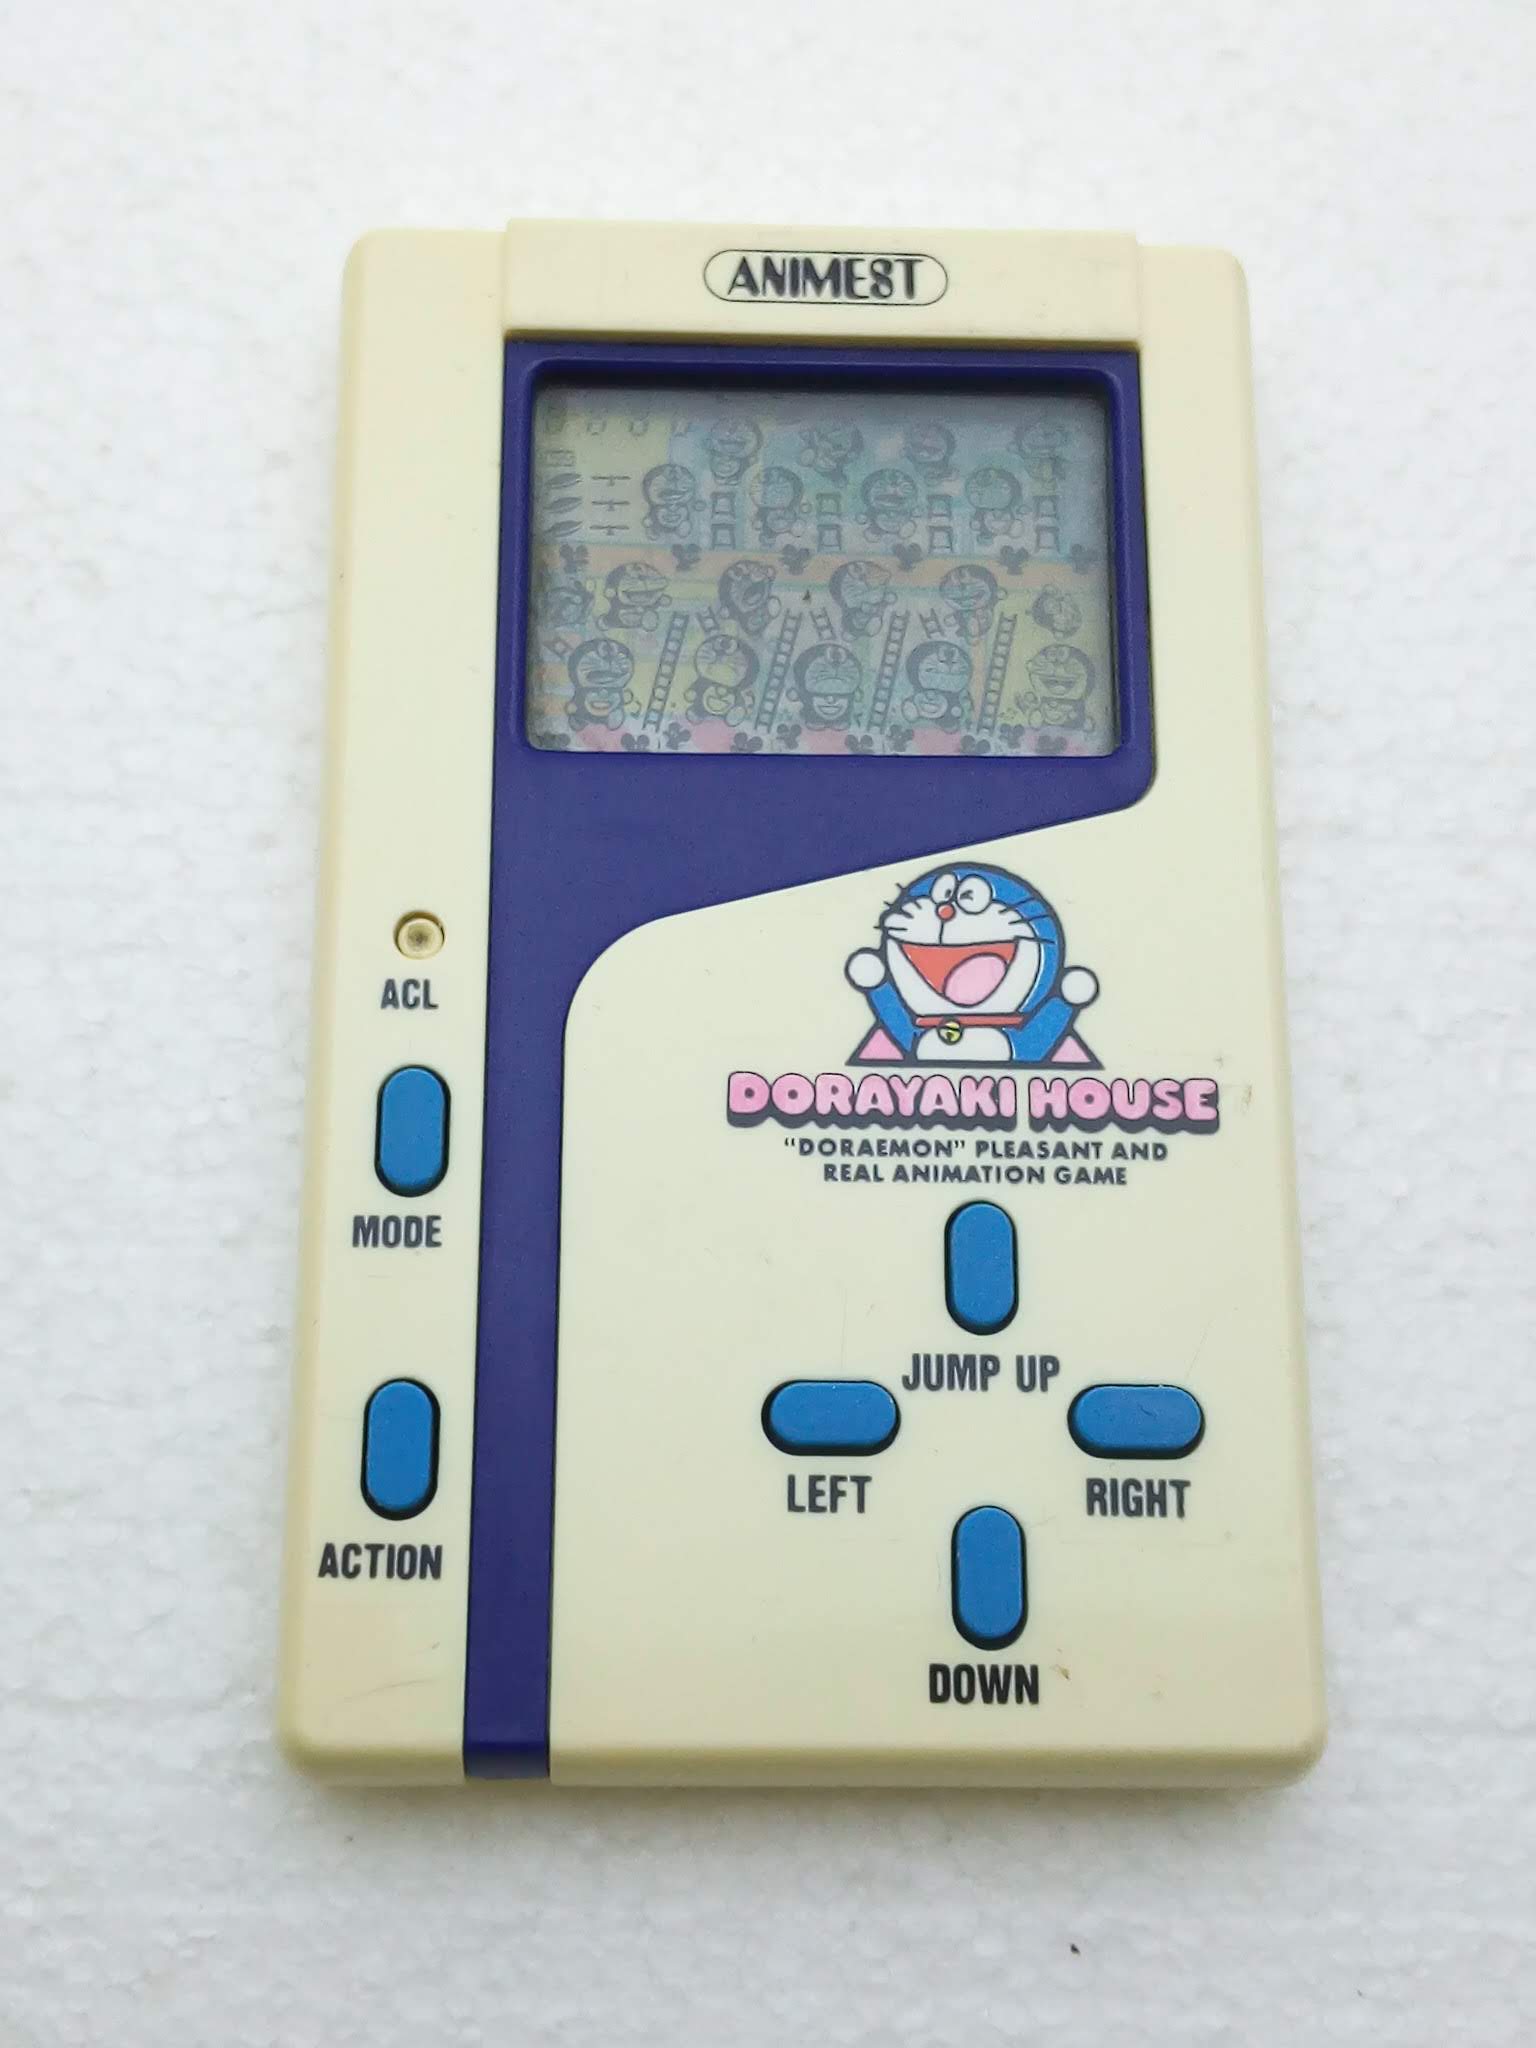 ANIMEST
ACL
MODE
ACTION
DORAYAKI HOUSE
“DORAEMON” PLEASANT AND
REAL ANIMATION GAME
JUMP UP
LEFT
RIGHT
DOWN